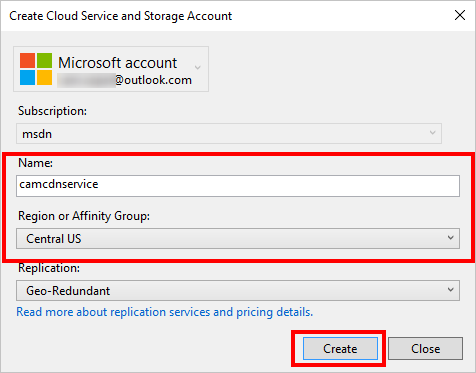 Create Cloud Service and Storage Account
Microsoft account
@outlook.com
Subscription:
msdn
Name:
camcdnservice
Region or Affinity Group:
Central US
Replication:
Geo-Redundant
Read more about replication services and pricing details.
Create
Close